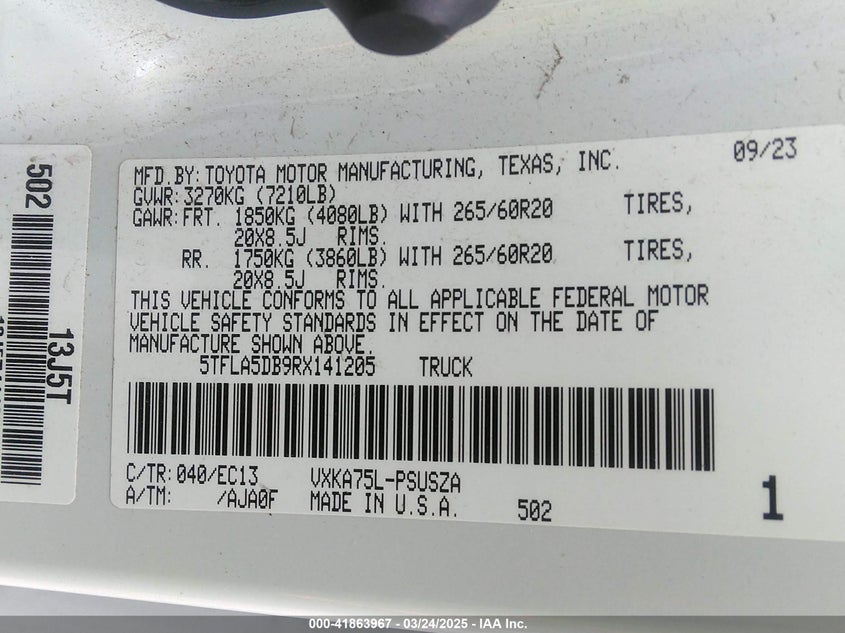 502
13J5T
MFD BY: TOYOTA MOTOR MANUFACTURING, TEXAS, INC. 09/23
GVWR: 3270KG (7210LB)
GAWR: FRT. 1850KG (4080LB) WITH 265/60R20 TIRES,
20X8.5J RIMS.
RR. 1750KG (3860LB) WITH 265/60R20 TIRES,
20X8.5J RIMS.
THIS VEHICLE CONFORMS TO ALL APPLICABLE FEDERAL MOTOR
VEHICLE SAFETY STANDARDS IN EFFECT ON THE DATE OF
MANUFACTURE SHOWN ABOVE.
5TFLA5DB9RX141205 TRUCK
C/TR: 040/EC13 VXKA75L-PSUSZA
A/TM: /AJA0F MADE IN U.S.A. 502 1
000-41863967 - 03/24/2025 - IAA Inc.